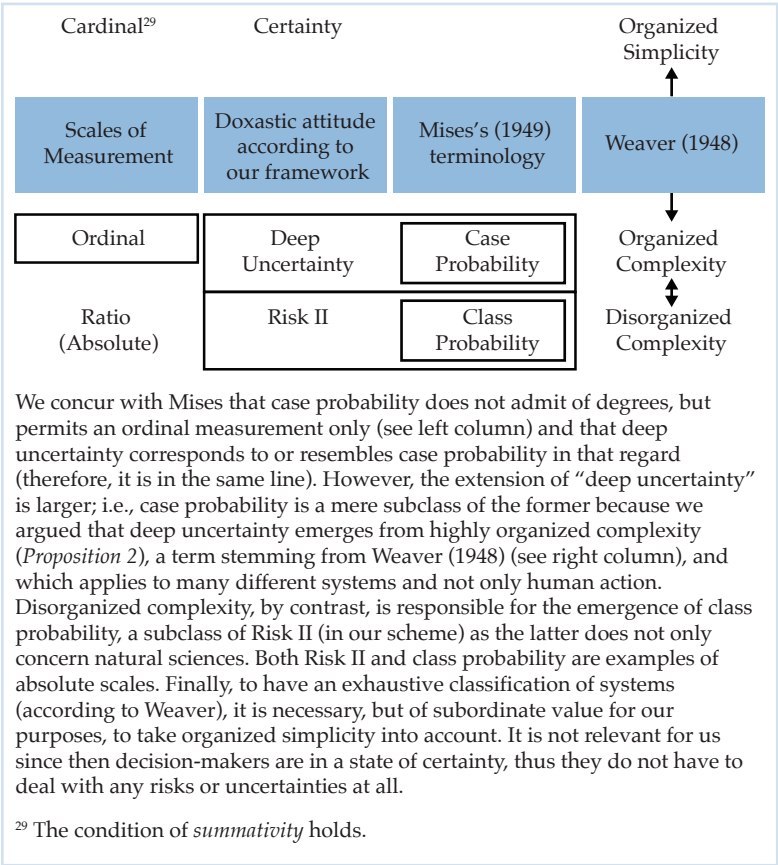 Cardinal²⁹ Certainty Organized
Simplicity
Scales of
Measurement
Doxastic attitude
according to
our framework
Mises's (1949)
terminology
Weaver (1948)
Ordinal
Deep
Uncertainty
Case
Probability
Organized
Complexity
Ratio
(Absolute)
Risk II
Class
Probability
Disorganized
Complexity
We concur with Mises that case probability does not admit of degrees, but
permits an ordinal measurement only (see left column) and that deep
uncertainty corresponds to or resembles case probability in that regard
(therefore, it is in the same line). However, the extension of “deep uncertainty”
is larger; i.e., case probability is a mere subclass of the former because we
argued that deep uncertainty emerges from highly organized complexity
(Proposition 2), a term stemming from Weaver (1948) (see right column), and
which applies to many different systems and not only human action.
Disorganized complexity, by contrast, is responsible for the emergence of class
probability, a subclass of Risk II (in our scheme) as the latter does not only
concern natural sciences. Both Risk II and class probability are examples of
absolute scales. Finally, to have an exhaustive classification of systems
(according to Weaver), it is necessary, but of subordinate value for our
purposes, to take organized simplicity into account. It is not relevant for us
since then decision-makers are in a state of certainty, thus they do not have to
deal with any risks or uncertainties at all.
²⁹ The condition of summativity holds.